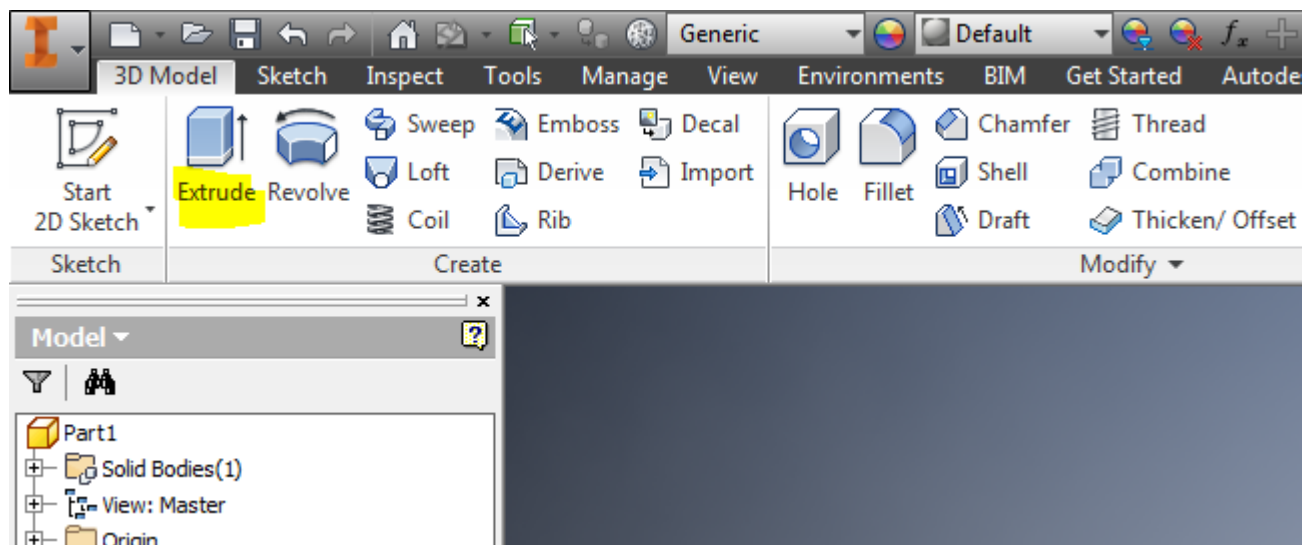 Generic Default fx
3D Model Sketch Inspect Tools Manage View Environments BIM Get Started Autode
Sweep Emboss Decal Chamfer Thread
Start Extrude Revolve Loft Derive Import Hole Fillet Shell Combine
2D Sketch Coil Rib Draft Thicken/ Offset
Sketch Create Modify
Model
Part1
Solid Bodies(1)
View: Master
Origin